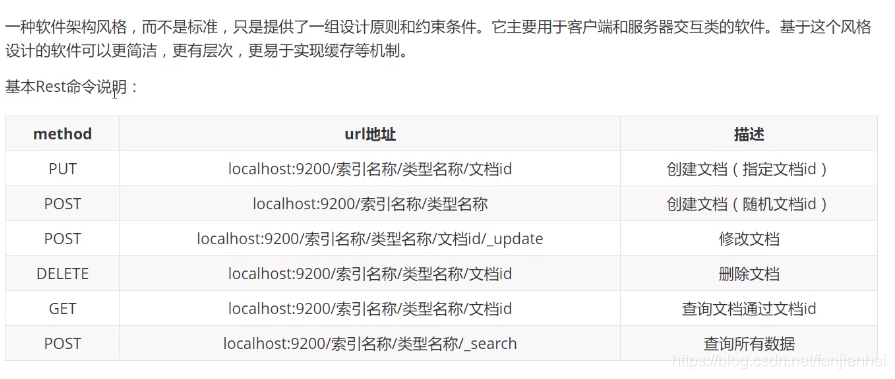 一种软件架构风格，而不是标准，只是提供了一组设计原则和约束条件。它主要用于客户端和服务器交互类的软件。基于这个风格
设计的软件可以更简洁，更有层次，更易于实现缓存等机制。
基本Rest命令说明：
method url地址 描述
PUT localhost:9200/索引名称/类型名称/文档id 创建文档（指定文档id）
POST localhost:9200/索引名称/类型名称 创建文档（随机文档id）
POST localhost:9200/索引名称/类型名称/文档id/_update 修改文档
DELETE localhost:9200/索引名称/类型名称/文档id 删除文档
GET localhost:9200/索引名称/类型名称/文档id 查询文档通过文档id
POST localhost:9200/索引名称/类型名称/_search 查询所有数据
https://blog.csdn.net/fanjianhai